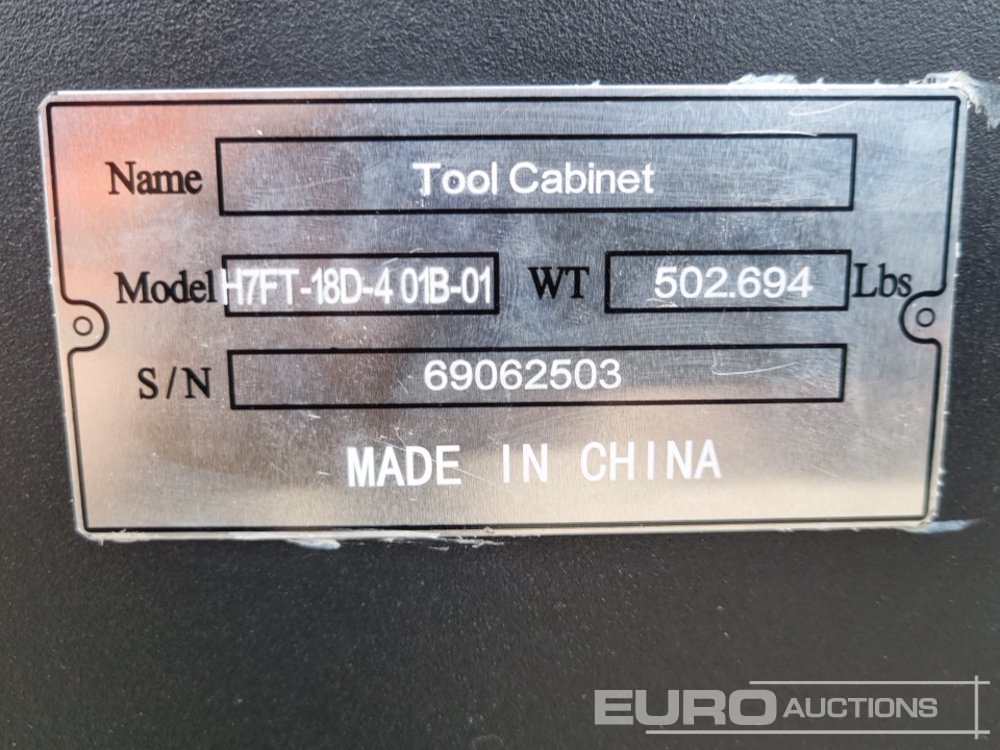 Name Tool Cabinet
Model H7FT-18D-4 01B-01 WT 502.694 Lbs
S/N 69062503
MADE IN CHINA
EURO AUCTIONS